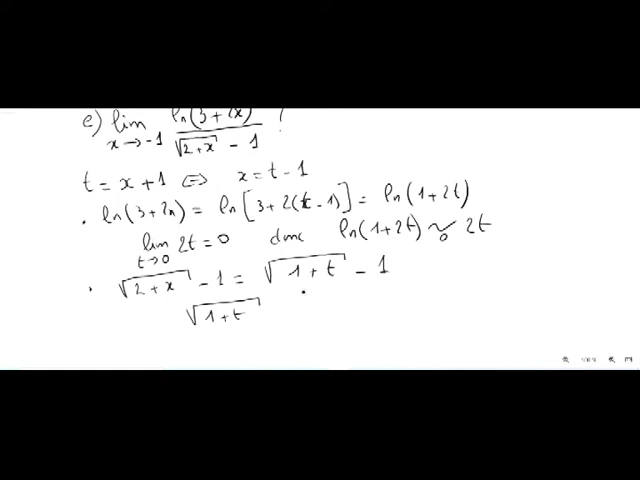 e) lim x→-1 ln(3+2x) / (√(2+x) - 1) ?
t = x + 1 ⇔ x = t - 1
. ln(3+2x) = ln[3+2(t-1)] = ln(1+2t)
lim t→0 2t = 0 donc ln(1+2t) ~0 2t
. √(2+x) - 1 = √(1+t) - 1
√(1+t)